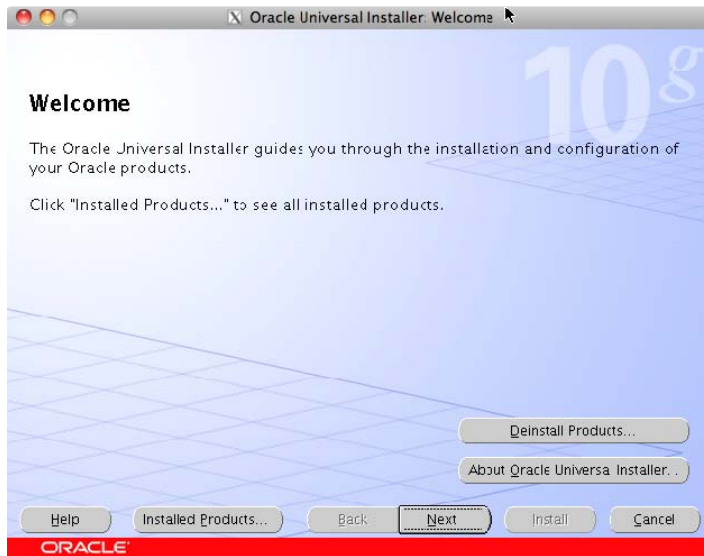 X Oracle Universal Installer: Welcome
10g
Welcome
The Oracle Universal Installer guides you through the installation and configuration of
your Oracle products.
Click "Installed Products..." to see all installed products.
Deinstall Products...
About Oracle Universal Installer...
Help
Installed Products...
Back
Next
Install
Cancel
ORACLE